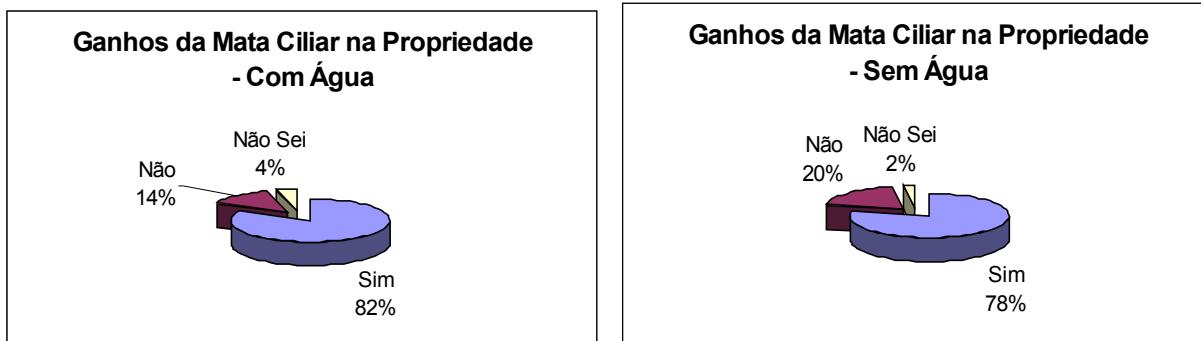 Ganhos da Mata Ciliar na Propriedade
- Com Água
Não Sei
4%
Não
14%
Sim
82%
Ganhos da Mata Ciliar na Propriedade
- Sem Água
Não Sei
2%
Não
20%
Sim
78%